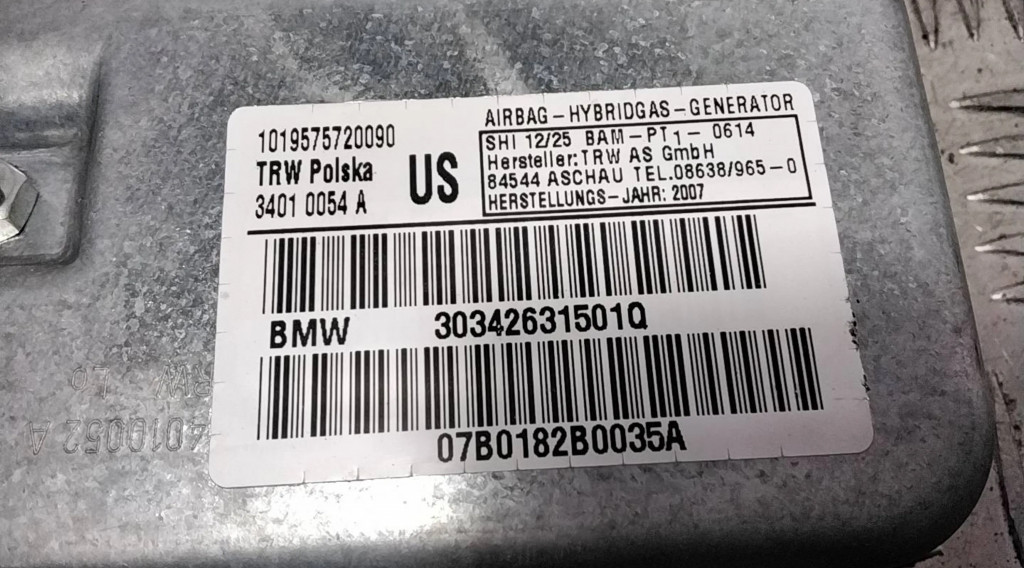 1019575720090
TRW Polska
3401 0054 A
US
AIRBAG-HYBRIDGAS-GENERATOR
SHI 12/25 BAM-PT1-0614
Hersteller: TRW AS GmbH
84544 ASCHAU TEL.08638/965-0
HERSTELLUNGS-JAHR: 2007
BMW 30342631501Q
07B0182B0035A